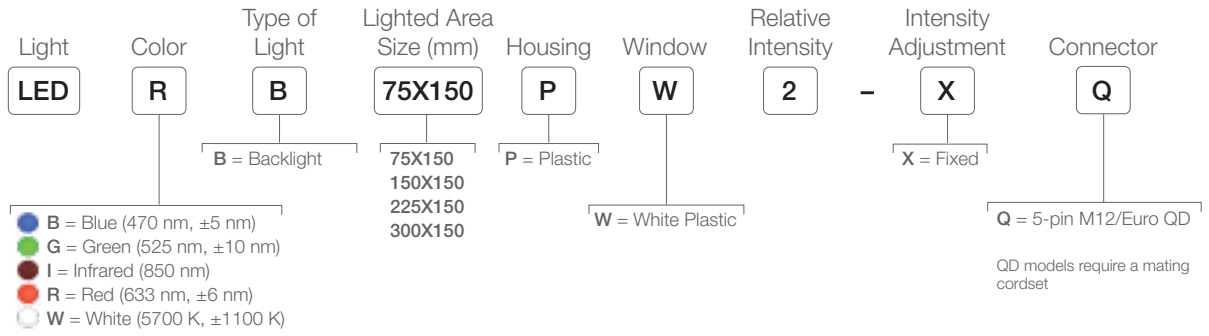 Light
Color
Type of
Light
Lighted Area
Size (mm)
Housing
Window
Relative
Intensity
Intensity
Adjustment
Connector
LED
R
B
75X150
P
W
2
–
X
Q
B = Backlight
75X150
150X150
225X150
300X150
P = Plastic
W = White Plastic
X = Fixed
Q = 5-pin M12/Euro QD
QD models require a mating
cordset
B = Blue (470 nm, ±5 nm)
G = Green (525 nm, ±10 nm)
I = Infrared (850 nm)
R = Red (633 nm, ±6 nm)
W = White (5700 K, ±1100 K)